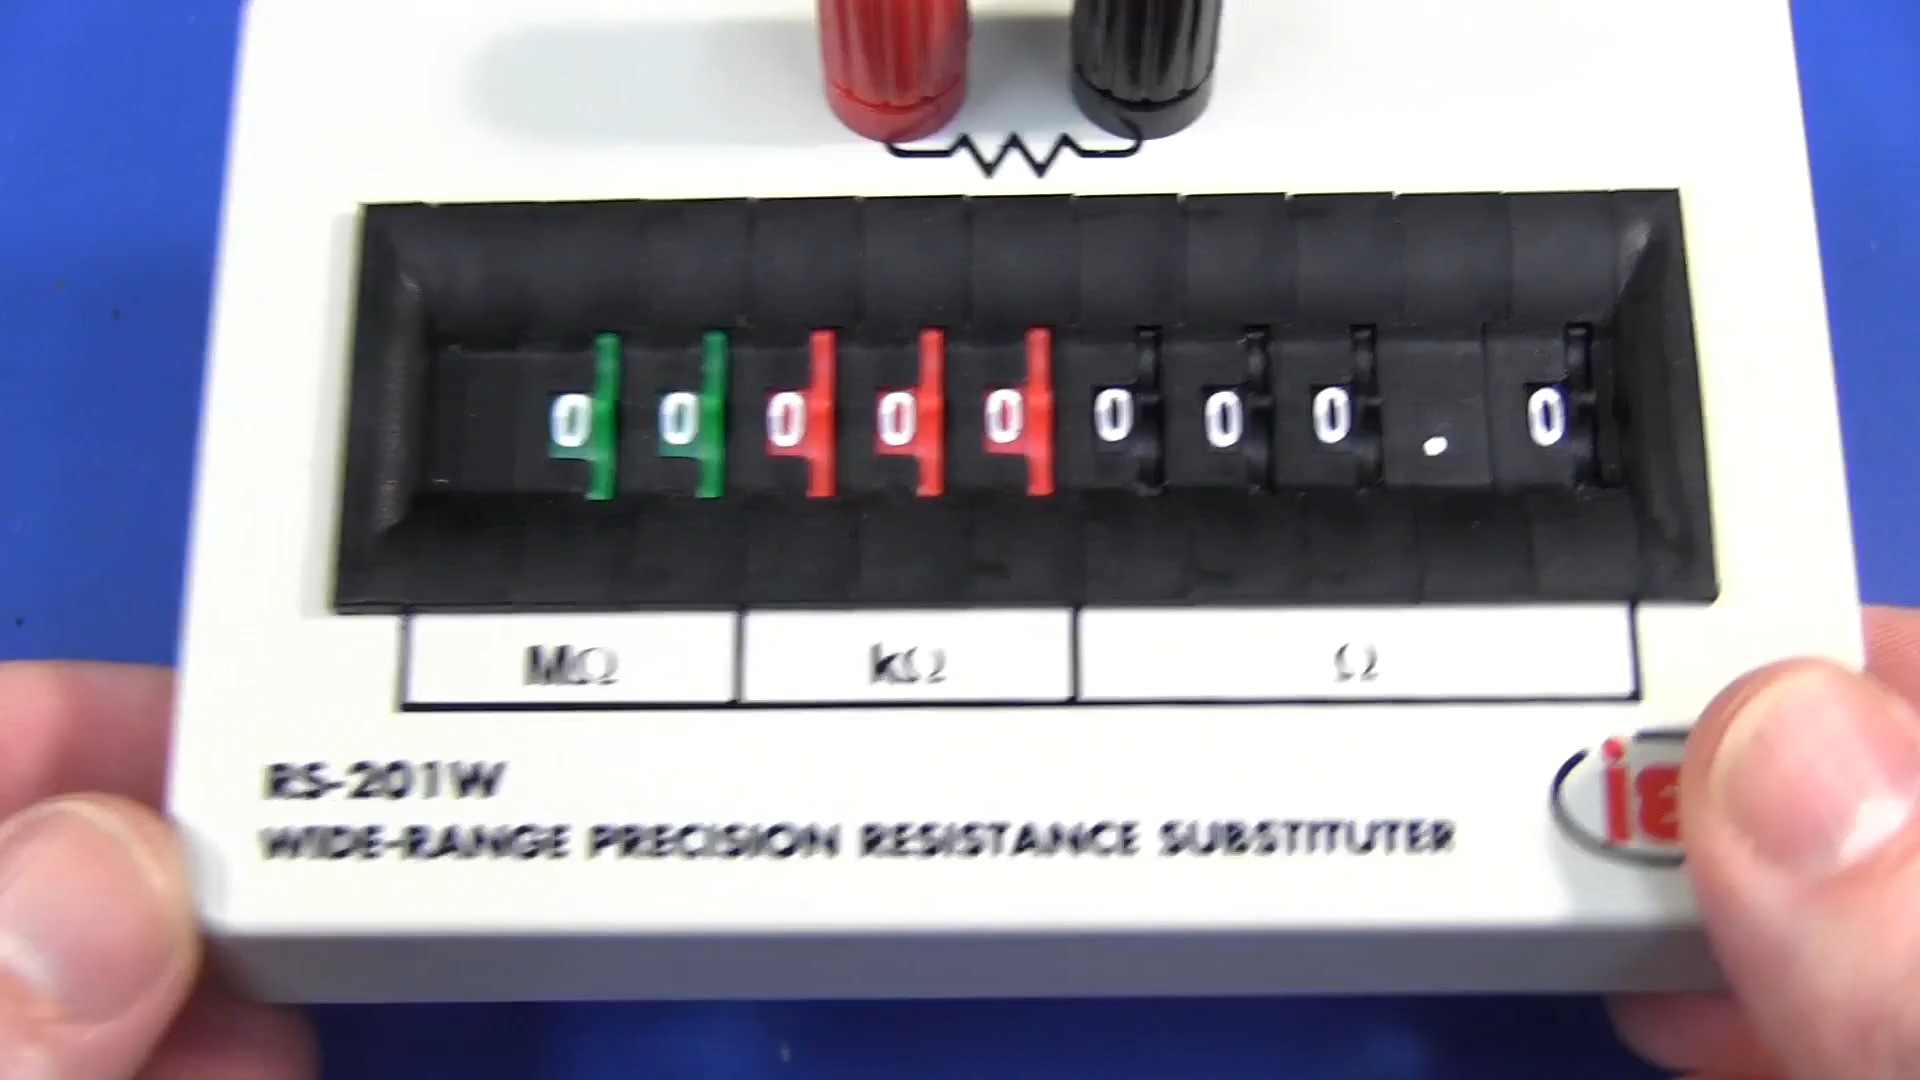 0 0 0 0 0 0 0 0 . 0
MΩ kΩ Ω
RS-201W
WIDE-RANGE PRECISION RESISTANCE SUBSTITUTER